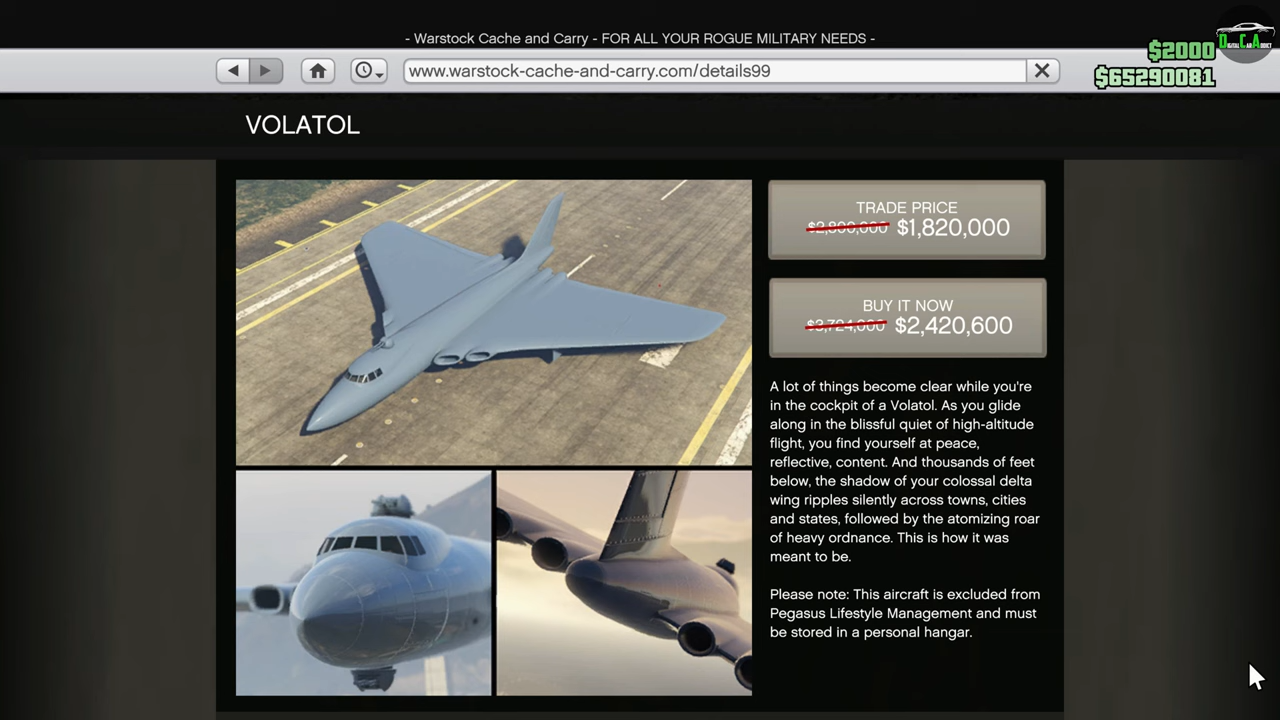 - Warstock Cache and Carry - FOR ALL YOUR ROGUE MILITARY NEEDS -
$2000
$65290081
www.warstock-cache-and-carry.com/details99
VOLATOL
TRADE PRICE
$2,800,000 $1,820,000
BUY IT NOW
$3,724,000 $2,420,600
A lot of things become clear while you're
in the cockpit of a Volatol. As you glide
along in the blissful quiet of high-altitude
flight, you find yourself at peace,
reflective, content. And thousands of feet
below, the shadow of your colossal delta
wing ripples silently across towns, cities
and states, followed by the atomizing roar
of heavy ordnance. This is how it was
meant to be.
Please note: This aircraft is excluded from
Pegasus Lifestyle Management and must
be stored in a personal hangar.